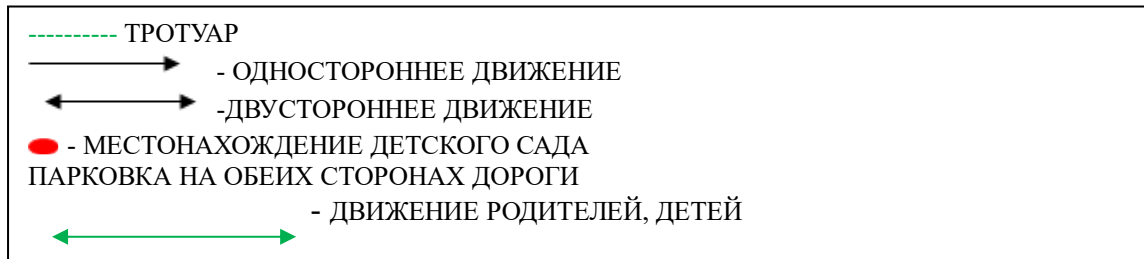 ---------- ТРОТУАР
- ОДНОСТОРОННЕЕ ДВИЖЕНИЕ
-ДВУСТОРОННЕЕ ДВИЖЕНИЕ
- МЕСТОНАХОЖДЕНИЕ ДЕТСКОГО САДА
ПАРКОВКА НА ОБЕИХ СТОРОНАХ ДОРОГИ
- ДВИЖЕНИЕ РОДИТЕЛЕЙ, ДЕТЕЙ